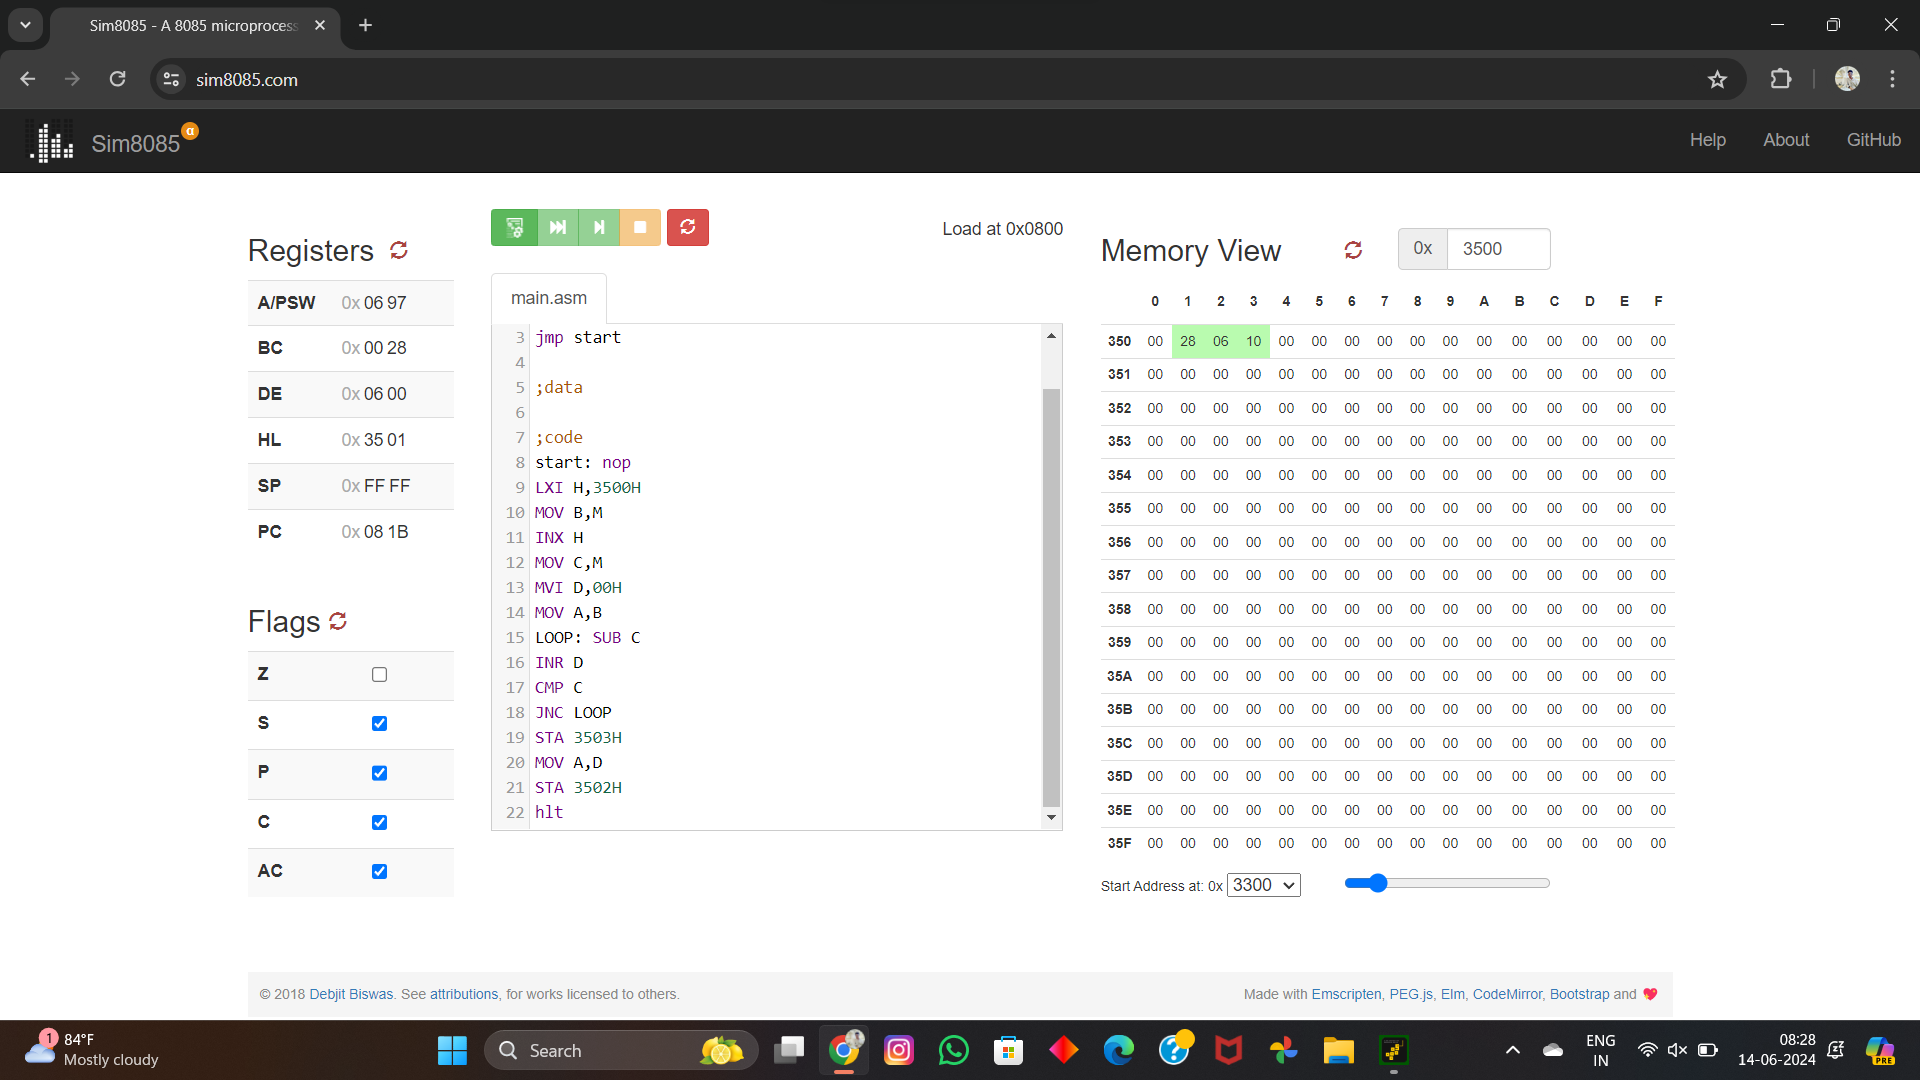 Sim8085 - A 8085 microprocess
sim8085.com
Sim8085 α
Help About GitHub
Registers
A/PSW 0x 06 97
BC 0x 00 28
DE 0x 06 00
HL 0x 35 01
SP 0x FF FF
PC 0x 08 1B
Flags
Z
S
P
C
AC
Load at 0x0800
main.asm
3 jmp start
4
5 ;data
6
7 ;code
8 start: nop
9 LXI H,3500H
10 MOV B,M
11 INX H
12 MOV C,M
13 MVI D,00H
14 MOV A,B
15 LOOP: SUB C
16 INR D
17 CMP C
18 JNC LOOP
19 STA 3503H
20 MOV A,D
21 STA 3502H
22 hlt
Memory View 0x 3500
0 1 2 3 4 5 6 7 8 9 A B C D E F
350 00 28 06 10 00 00 00 00 00 00 00 00 00 00 00 00
351 00 00 00 00 00 00 00 00 00 00 00 00 00 00 00 00
352 00 00 00 00 00 00 00 00 00 00 00 00 00 00 00 00
353 00 00 00 00 00 00 00 00 00 00 00 00 00 00 00 00
354 00 00 00 00 00 00 00 00 00 00 00 00 00 00 00 00
355 00 00 00 00 00 00 00 00 00 00 00 00 00 00 00 00
356 00 00 00 00 00 00 00 00 00 00 00 00 00 00 00 00
357 00 00 00 00 00 00 00 00 00 00 00 00 00 00 00 00
358 00 00 00 00 00 00 00 00 00 00 00 00 00 00 00 00
359 00 00 00 00 00 00 00 00 00 00 00 00 00 00 00 00
35A 00 00 00 00 00 00 00 00 00 00 00 00 00 00 00 00
35B 00 00 00 00 00 00 00 00 00 00 00 00 00 00 00 00
35C 00 00 00 00 00 00 00 00 00 00 00 00 00 00 00 00
35D 00 00 00 00 00 00 00 00 00 00 00 00 00 00 00 00
35E 00 00 00 00 00 00 00 00 00 00 00 00 00 00 00 00
35F 00 00 00 00 00 00 00 00 00 00 00 00 00 00 00 00
Start Address at: 0x 3300
© 2018 Debjit Biswas. See attributions, for works licensed to others.
Made with Emscripten, PEG.js, Elm, CodeMirror, Bootstrap and
1
84°F
Mostly cloudy
Search
PRE
ENG
IN
08:28
14-06-2024